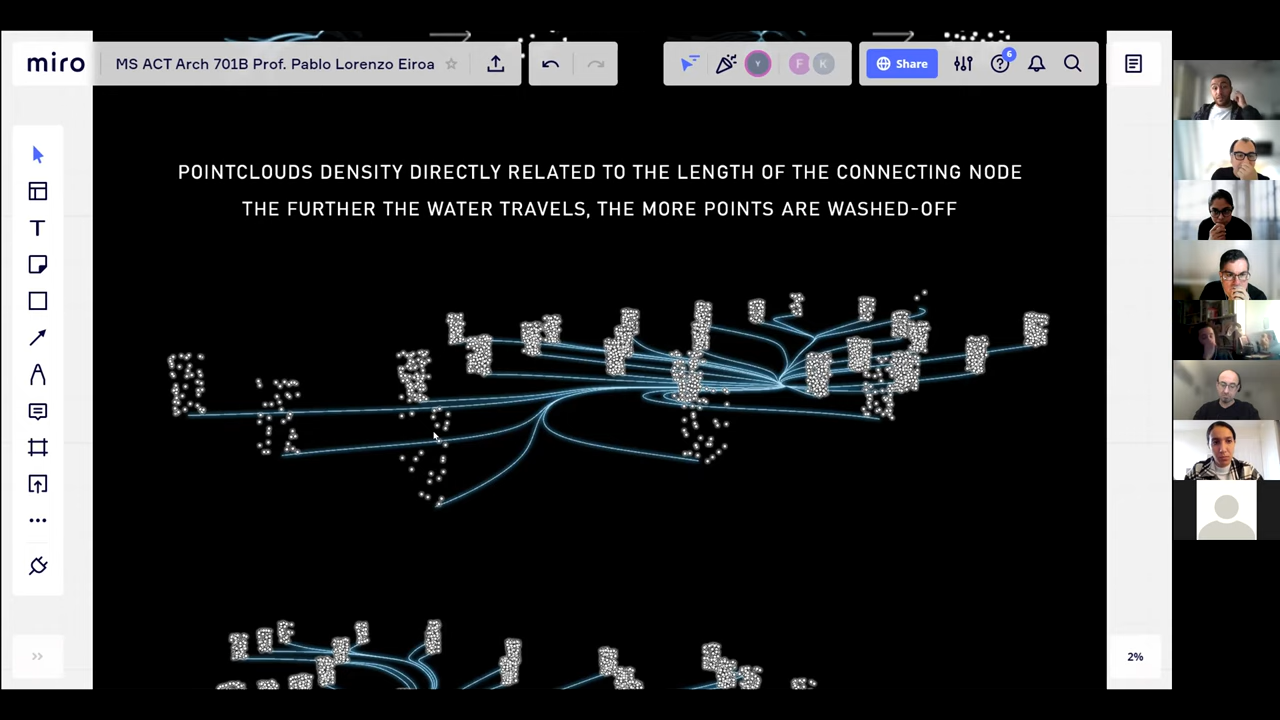 miro
MS ACT Arch 701B Prof. Pablo Lorenzo Eiroa
Y
F
K
Share
6
POINTCLOUDS DENSITY DIRECTLY RELATED TO THE LENGTH OF THE CONNECTING NODE
THE FURTHER THE WATER TRAVELS, THE MORE POINTS ARE WASHED-OFF
2%